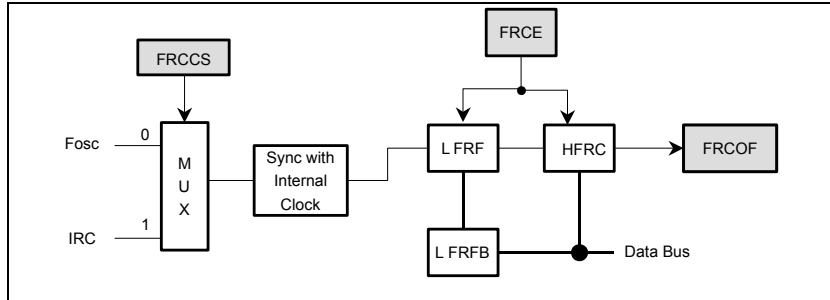 FRCE
FRCCS
Fosc
0
M
U
X
Sync with
Internal
Clock
L FRF
HFRC
FRCOF
IRC
1
L FRFB
Data Bus